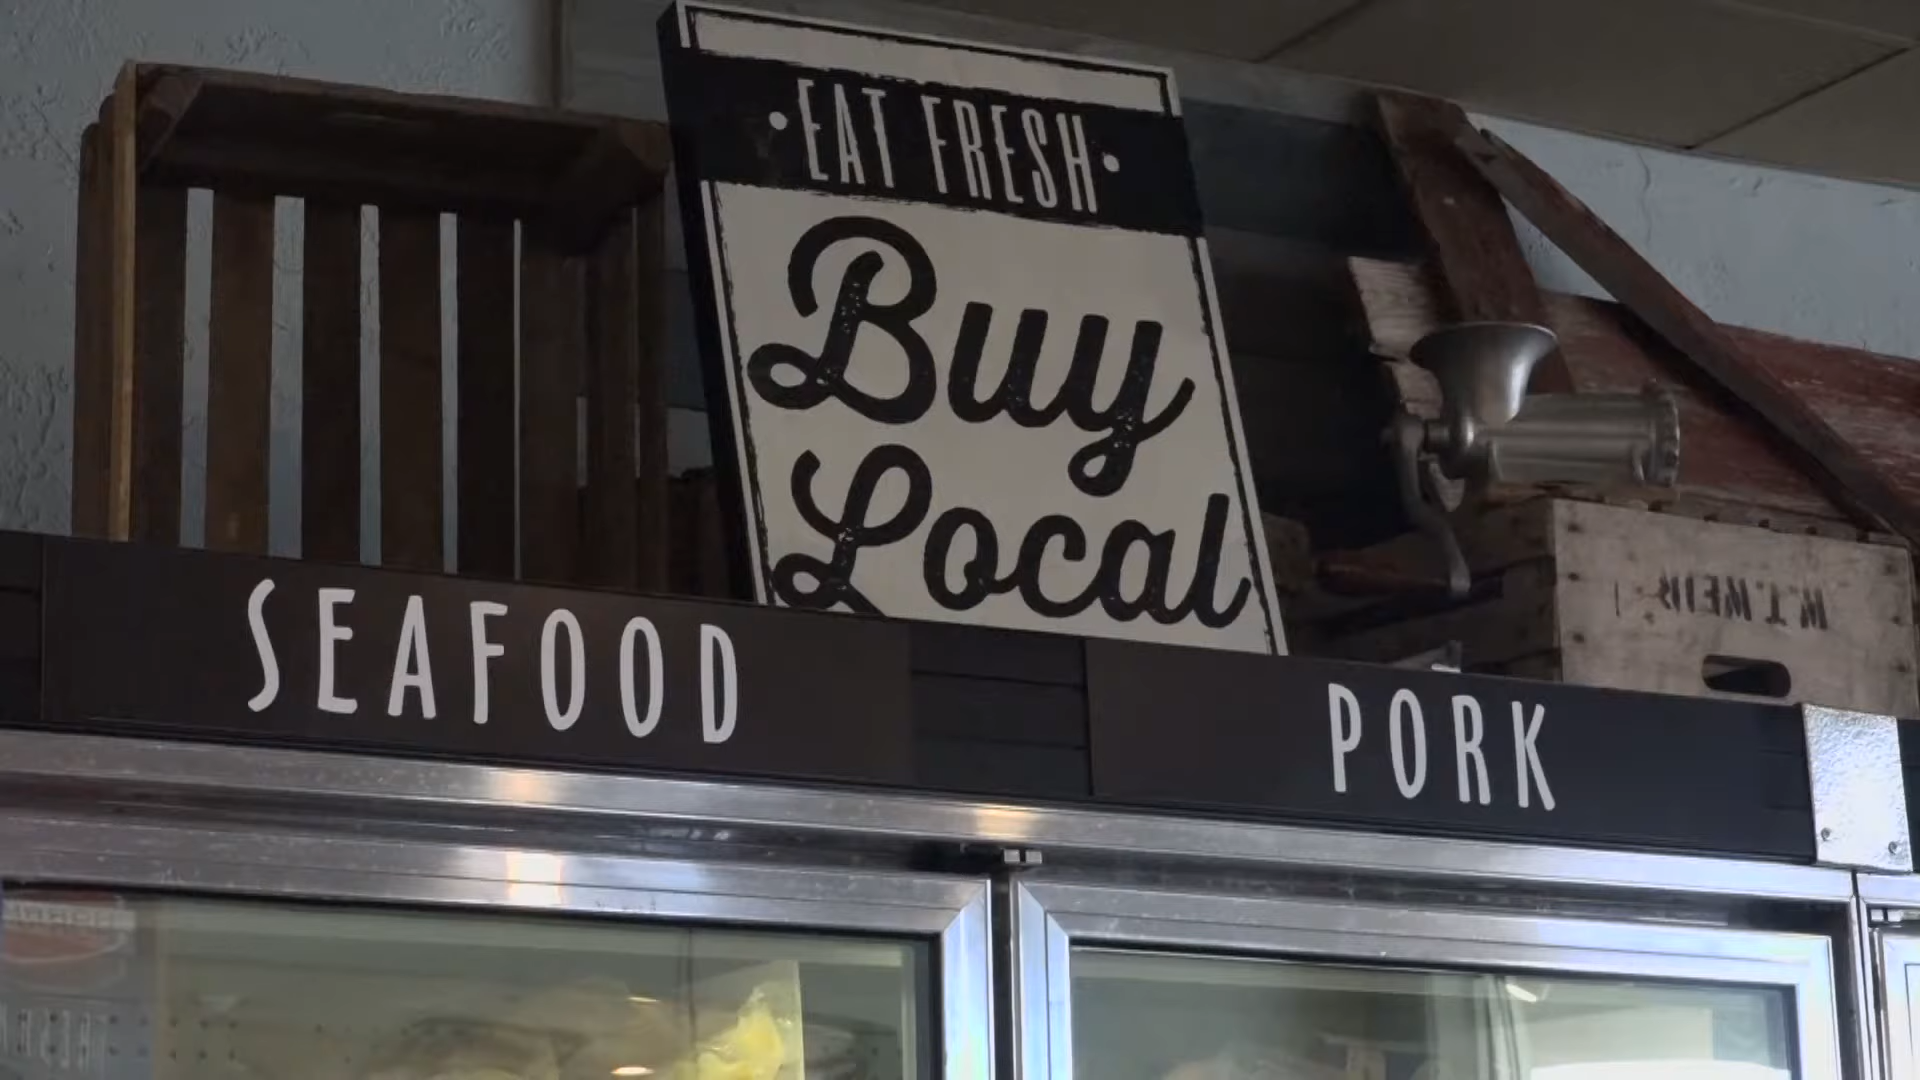 • EAT FRESH •
Buy
Local
SEAFOOD
PORK